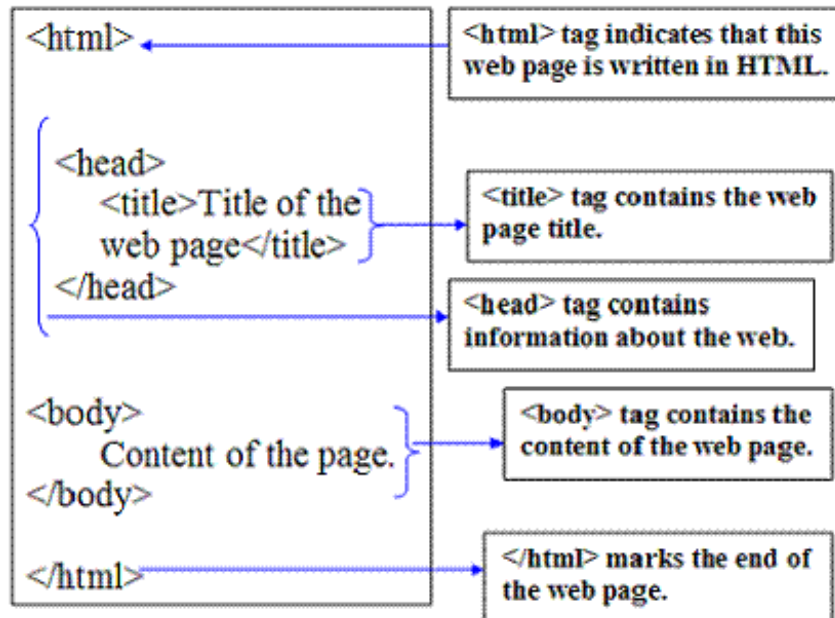 <html>
<html> tag indicates that this
web page is written in HTML.
<head>
<title>Title of the
web page</title>
</head>
<title> tag contains the web
page title.
<head> tag contains
information about the web.
<body>
Content of the page.
</body>
<body> tag contains the
content of the web page.
</html>
</html> marks the end of
the web page.